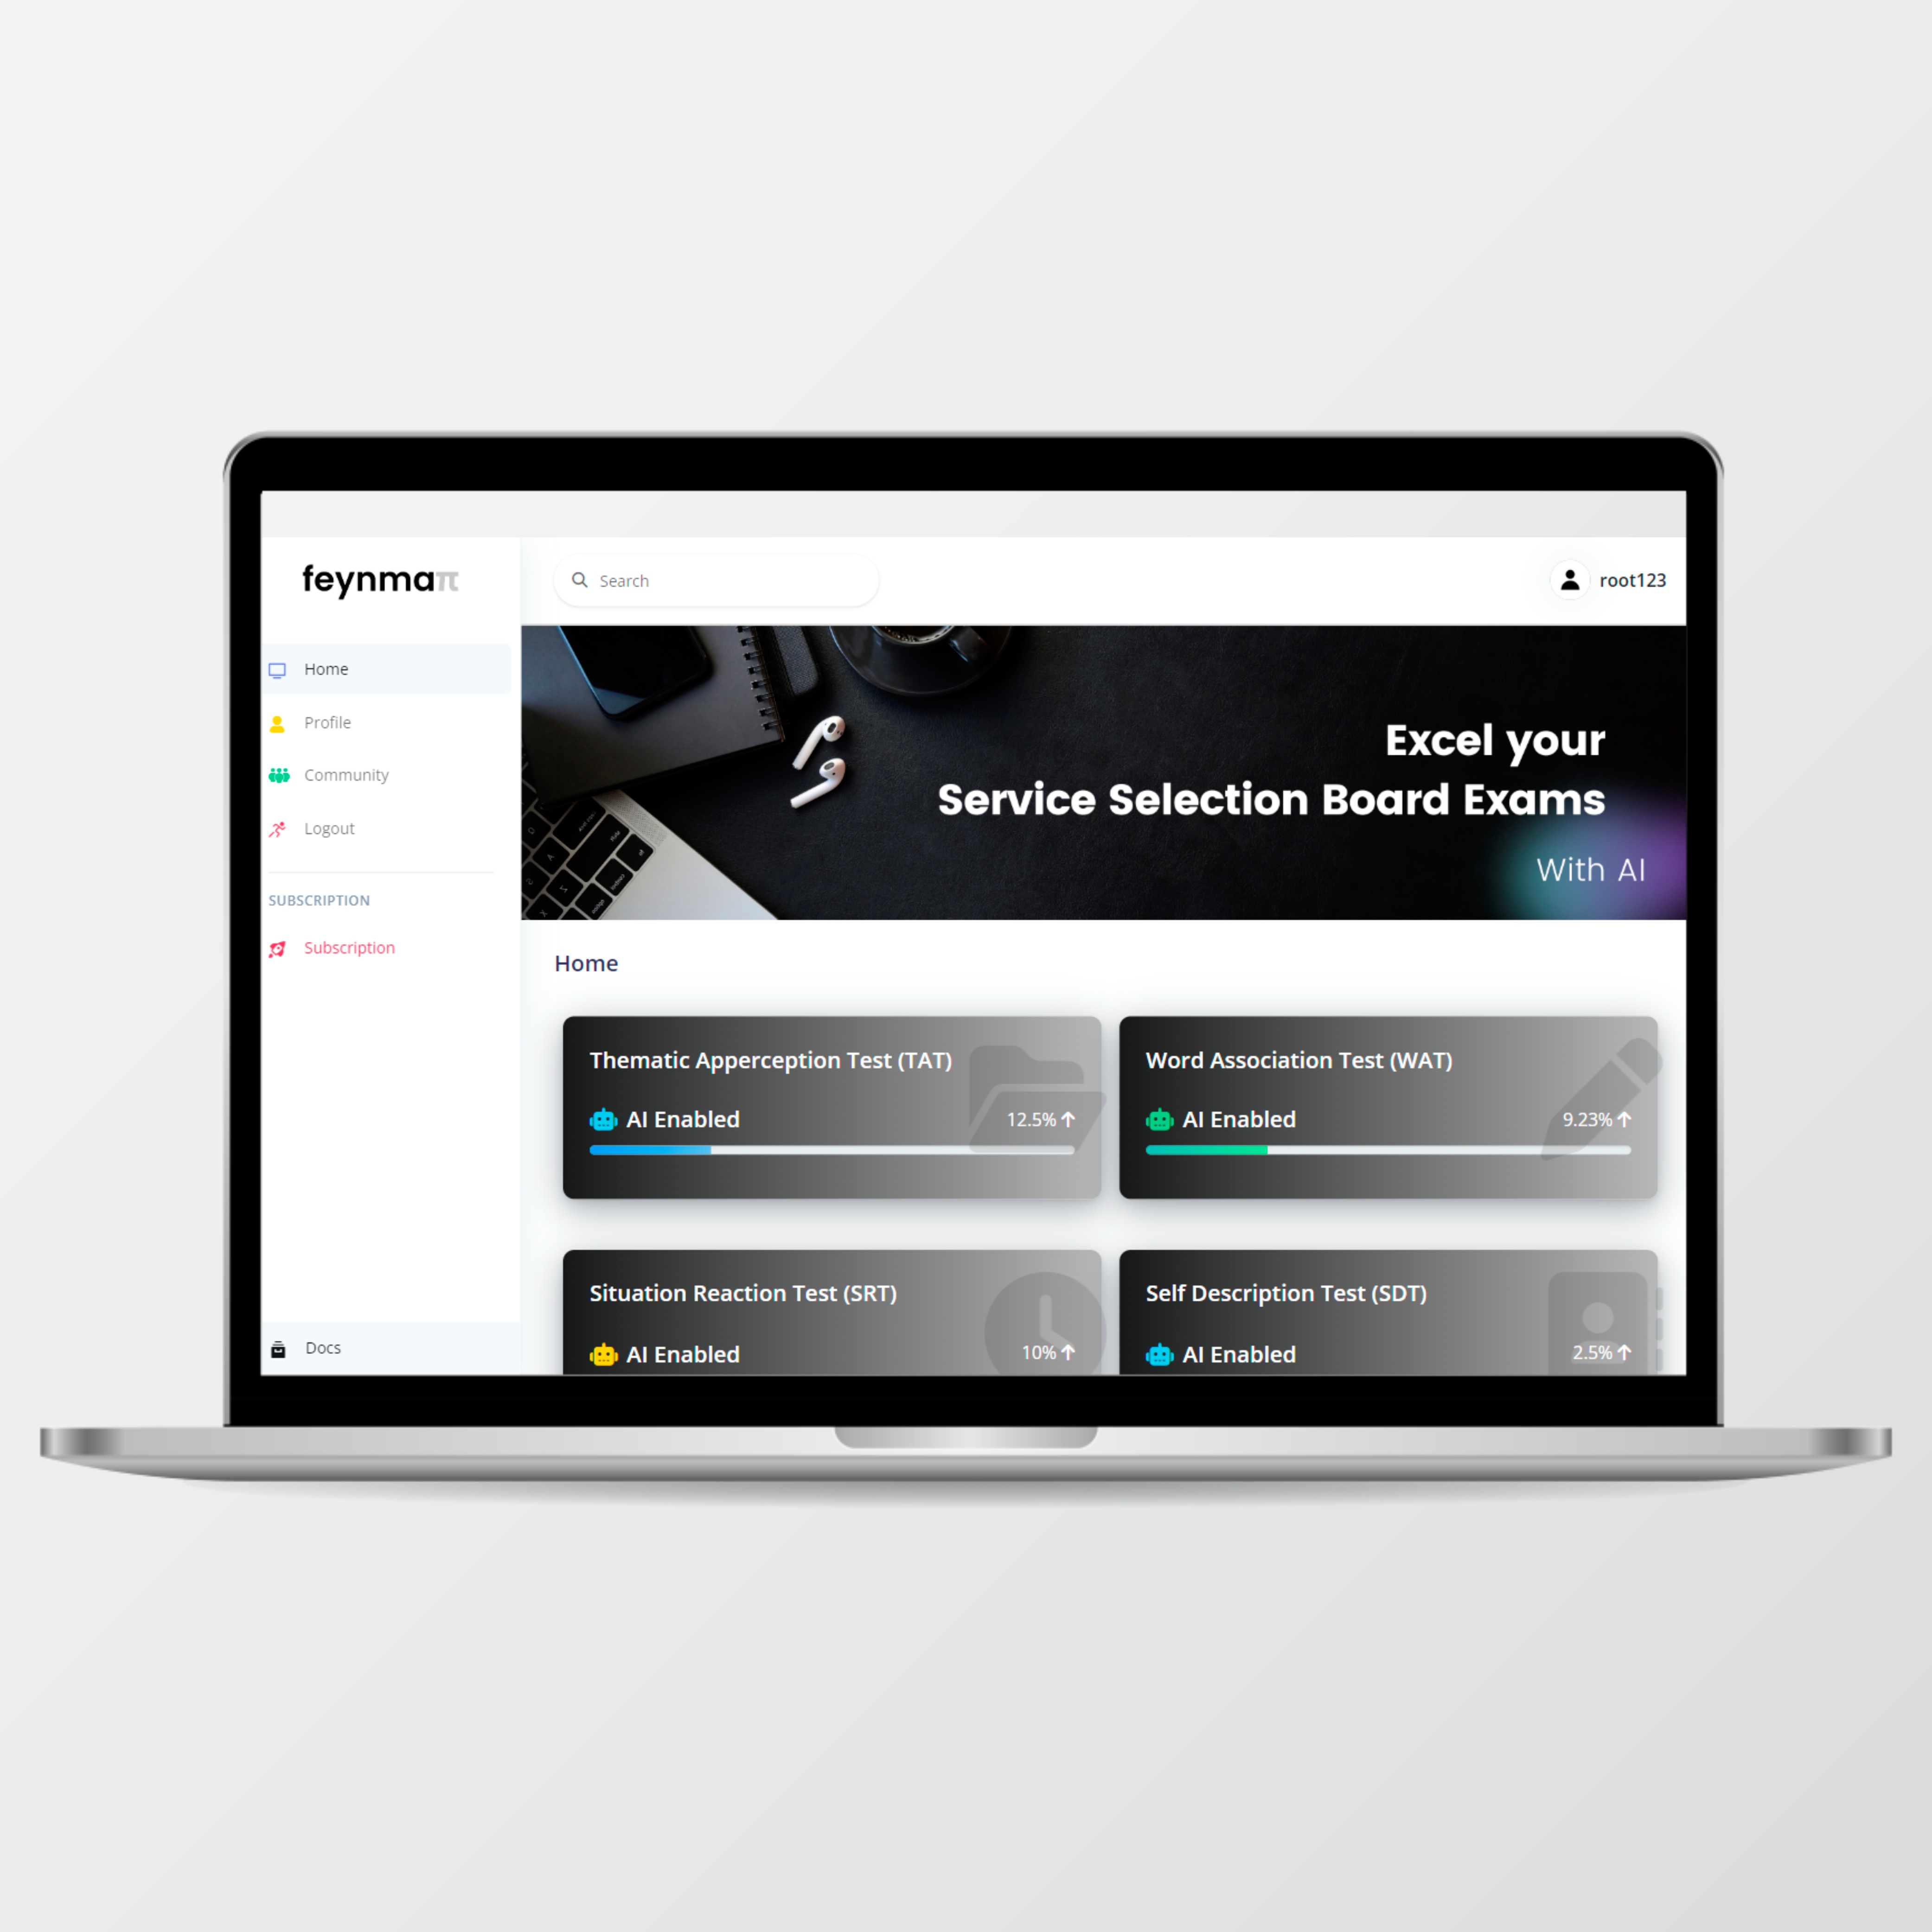 feynmaπ
Search
root123
Home
Profile
Community
Logout
SUBSCRIPTION
Subscription
Docs
Excel your
Service Selection Board Exams
With AI
Home
Thematic Apperception Test (TAT)
AI Enabled
12.5%
Word Association Test (WAT)
AI Enabled
9.23%
Situation Reaction Test (SRT)
AI Enabled
10%
Self Description Test (SDT)
AI Enabled
2.5%